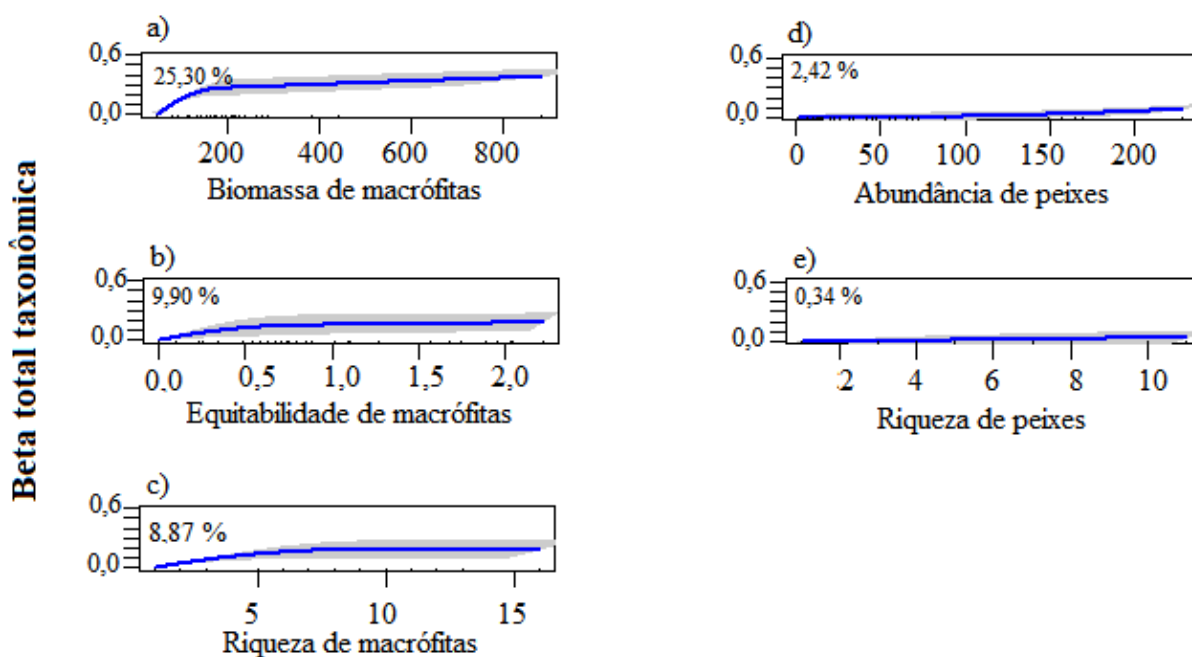 Beta total taxonômica
a)
0,6
25,30 %
0,0
200 400 600 800
Biomassa de macrófitas
b)
0,6
9,90 %
0,0
0,0 0,5 1,0 1,5 2,0
Equitabilidade de macrófitas
c)
0,6
8,87 %
0,0
5 10 15
Riqueza de macrófitas
d)
0,6
2,42 %
0,0
0 50 100 150 200
Abundância de peixes
e)
0,6
0,34 %
0,0
2 4 6 8 10
Riqueza de peixes